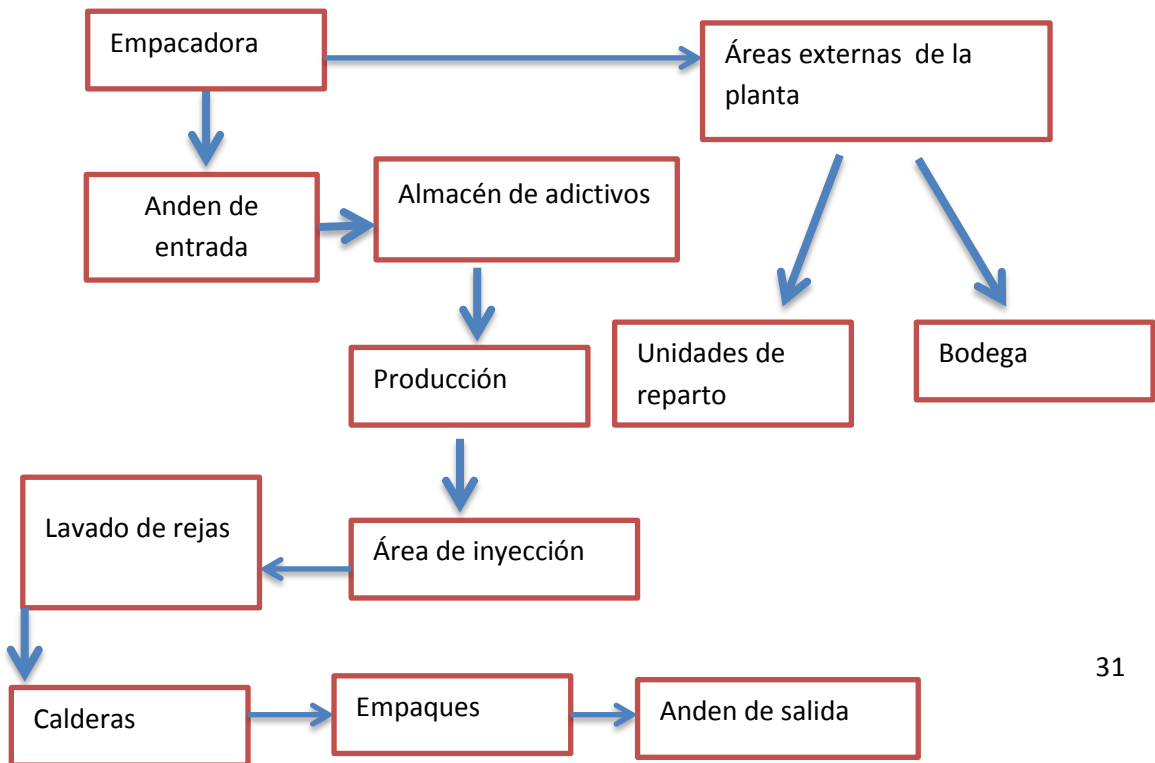 Empacadora
Áreas externas de la
planta
Anden de
entrada
Almacén de adictivos
Producción
Unidades de
reparto
Bodega
Lavado de rejas
Área de inyección
31
Calderas
Empaques
Anden de salida